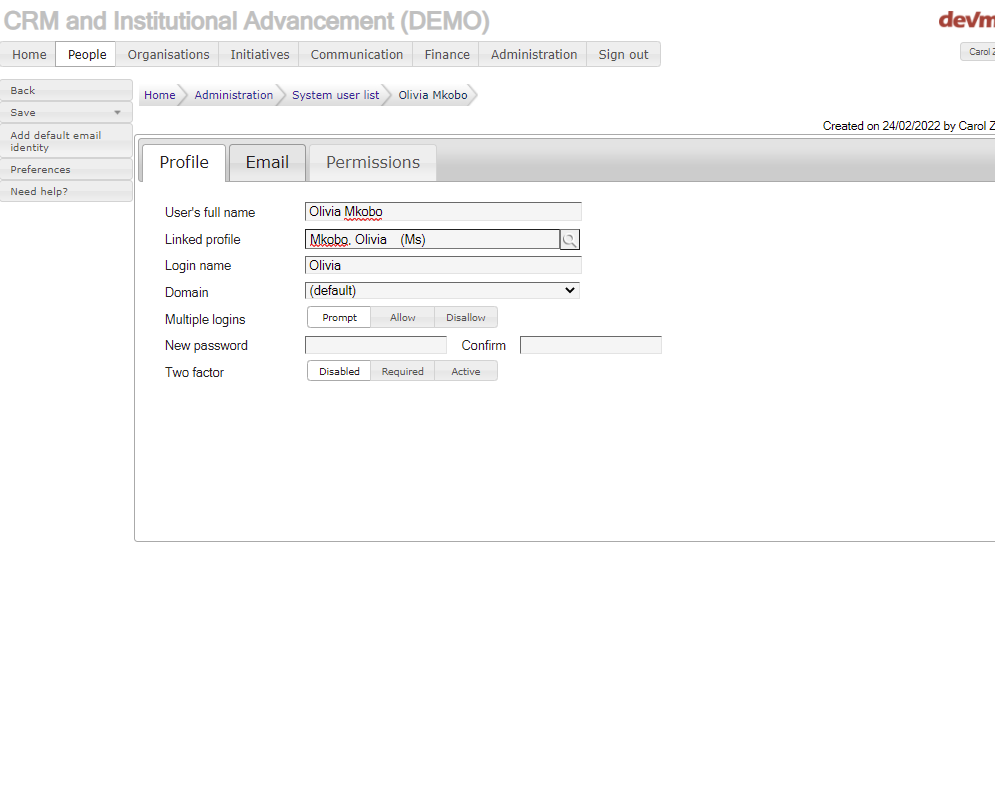 CRM and Institutional Advancement (DEMO)
Home People Organisations Initiatives Communication Finance Administration Sign out
Carol Z
Back
Save
Add default email
identity
Preferences
Need help?
Home Administration System user list Olivia Mkobo
Created on 24/02/2022 by Carol Z
Profile Email Permissions
User's full name Olivia Mkobo
Linked profile Mkobo, Olivia (Ms)
Login name Olivia
Domain (default)
Multiple logins Prompt Allow Disallow
New password Confirm
Two factor Disabled Required Active